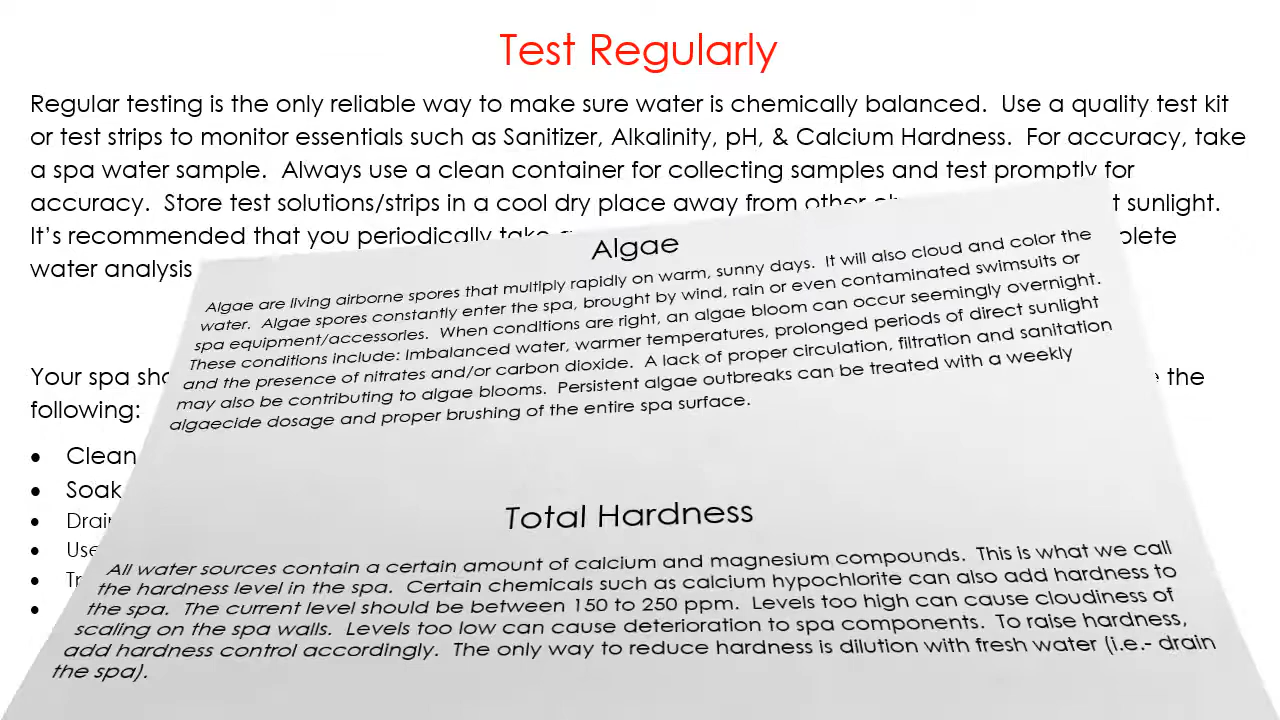 Test Regularly
Regular testing is the only reliable way to make sure water is chemically balanced. Use a quality test kit
or test strips to monitor essentials such as Sanitizer, Alkalinity, pH, & Calcium Hardness. For accuracy, take
a spa water sample. Always use a clean container for collecting samples and test promptly for
accuracy. Store test solutions/strips in a cool dry place away from other sunlight.
It's recommended that you periodically take
water analysis
Algae
Algae are living airborne spores that multiply rapidly on warm, sunny days. It will also cloud and color the
water. Algae spores constantly enter the spa, brought by wind, rain or even contaminated swimsuits or
spa equipment/accessories. When conditions are right, an algae bloom can occur seemingly overnight.
These conditions include: Imbalanced water, warmer temperatures, prolonged periods of direct sunlight
and the presence of nitrates and/or carbon dioxide. A lack of proper circulation, filtration and sanitation
may also be contributing to algae blooms. Persistent algae outbreaks can be treated with a weekly
algaecide dosage and proper brushing of the entire spa surface.
Your spa the
following:
• Clean
• Soak
•
• Use
•
•
Total Hardness
All water sources contain a certain amount of calcium and magnesium compounds. This is what we call
the hardness level in the spa. Certain chemicals such as calcium hypochlorite can also add hardness to
the spa. The current level should be between 150 to 250 ppm. Levels too high can cause cloudiness of
scaling on the spa walls. Levels too low can cause deterioration to spa components. To raise hardness,
add hardness control accordingly. The only way to reduce hardness is dilution with fresh water (i.e.- drain
the spa).